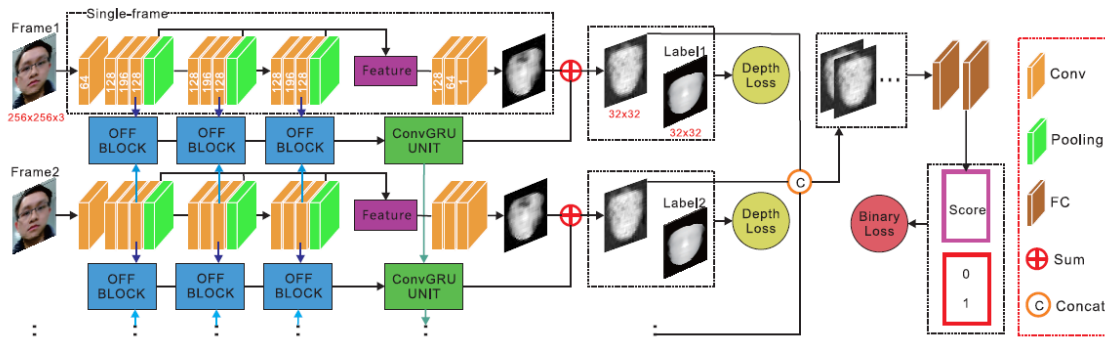 Single-frame
Frame1
256x256x3
64
128
196
128
128
196
128
128
196
128
Feature
128
64
1
32x32
Label1
32x32
Depth
Loss
OFF
BLOCK
OFF
BLOCK
OFF
BLOCK
ConvGRU
UNIT
Frame2
Feature
Label2
Depth
Loss
OFF
BLOCK
OFF
BLOCK
OFF
BLOCK
ConvGRU
UNIT
C
Binary
Loss
Score
0
1
Conv
Pooling
FC
Sum
C Concat